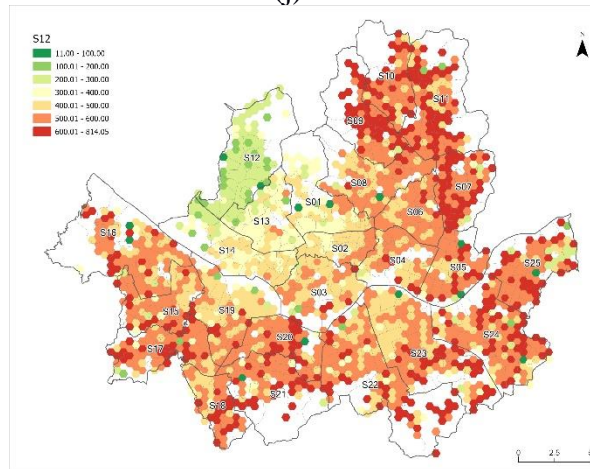 (j)
S12
11.00 - 100.00
100.01 - 200.00
200.01 - 300.00
300.01 - 400.00
400.01 - 500.00
500.01 - 600.00
600.01 - 814.05
N
S10
S11
S09
S12
S08
S07
S01
S06
S13
S16
S14
S02
S04
S05
S25
S03
S15
S19
S20
S24
S17
S23
S22
S21
S18
0 2.5 5